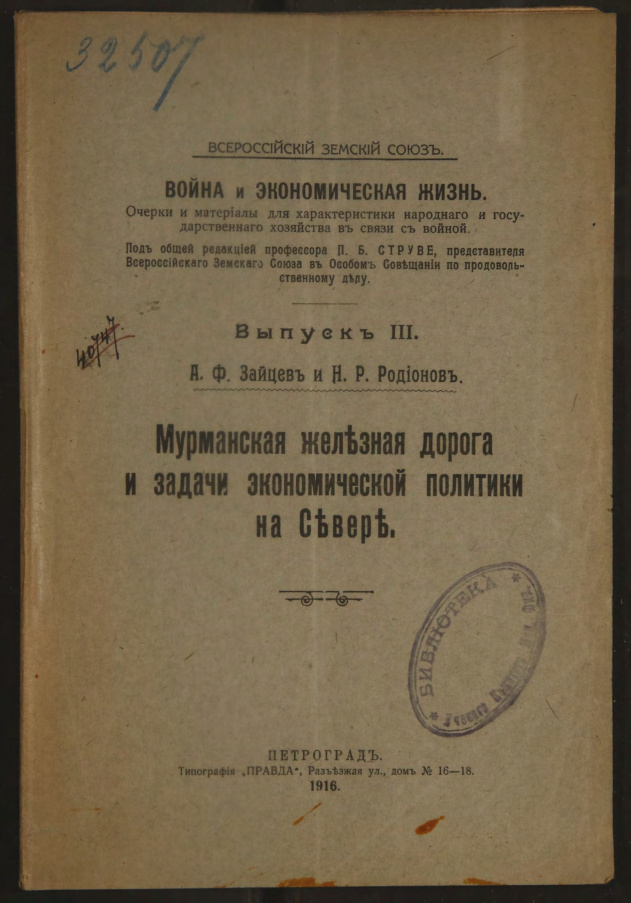 32507
ВСЕРОССІЙСКІЙ ЗЕМСКІЙ СОЮЗЪ.
ВОЙНА и ЭКОНОМИЧЕСКАЯ ЖИЗНЬ.
Очерки и матеріалы для характеристики народнаго и госу-
дарственнаго хозяйства въ связи съ войной.
Подъ общей редакціей профессора П. Б. СТРУВЕ, представителя
Всероссійскаго Земскаго Союза въ Особомъ Совѣщаніи по продоволь-
ственному дѣлу.
Выпускъ III.
40747.
А. Ф. Зайцевъ и Н. Р. Родіоновъ.
Мурманская желѣзная дорога
и задачи экономической политики
на Сѣверѣ.
БИБЛІОТЕКА
ПЕТРОГРАДЪ.
Типографія „ПРАВДА“, Разъѣзжая ул., домъ № 16—18.
1916.